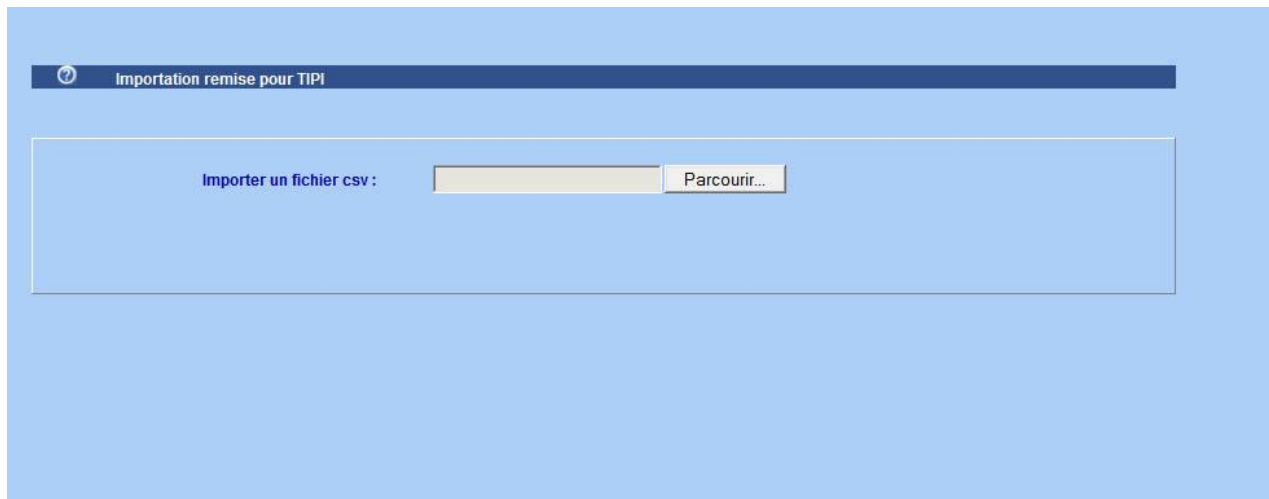 Importation remise pour TIPI
Importer un fichier csv :
Parcourir...